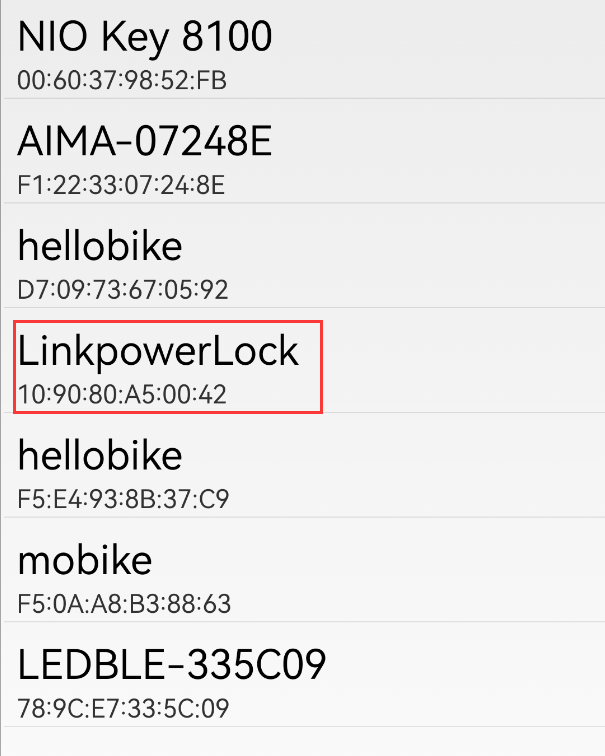 NIO Key 8100
00:60:37:98:52:FB
AIMA-07248E
F1:22:33:07:24:8E
hellobike
D7:09:73:67:05:92
LinkpowerLock
10:90:80:A5:00:42
hellobike
F5:E4:93:8B:37:C9
mobike
F5:0A:A8:B3:88:63
LEDBLE-335C09
78:9C:E7:33:5C:09